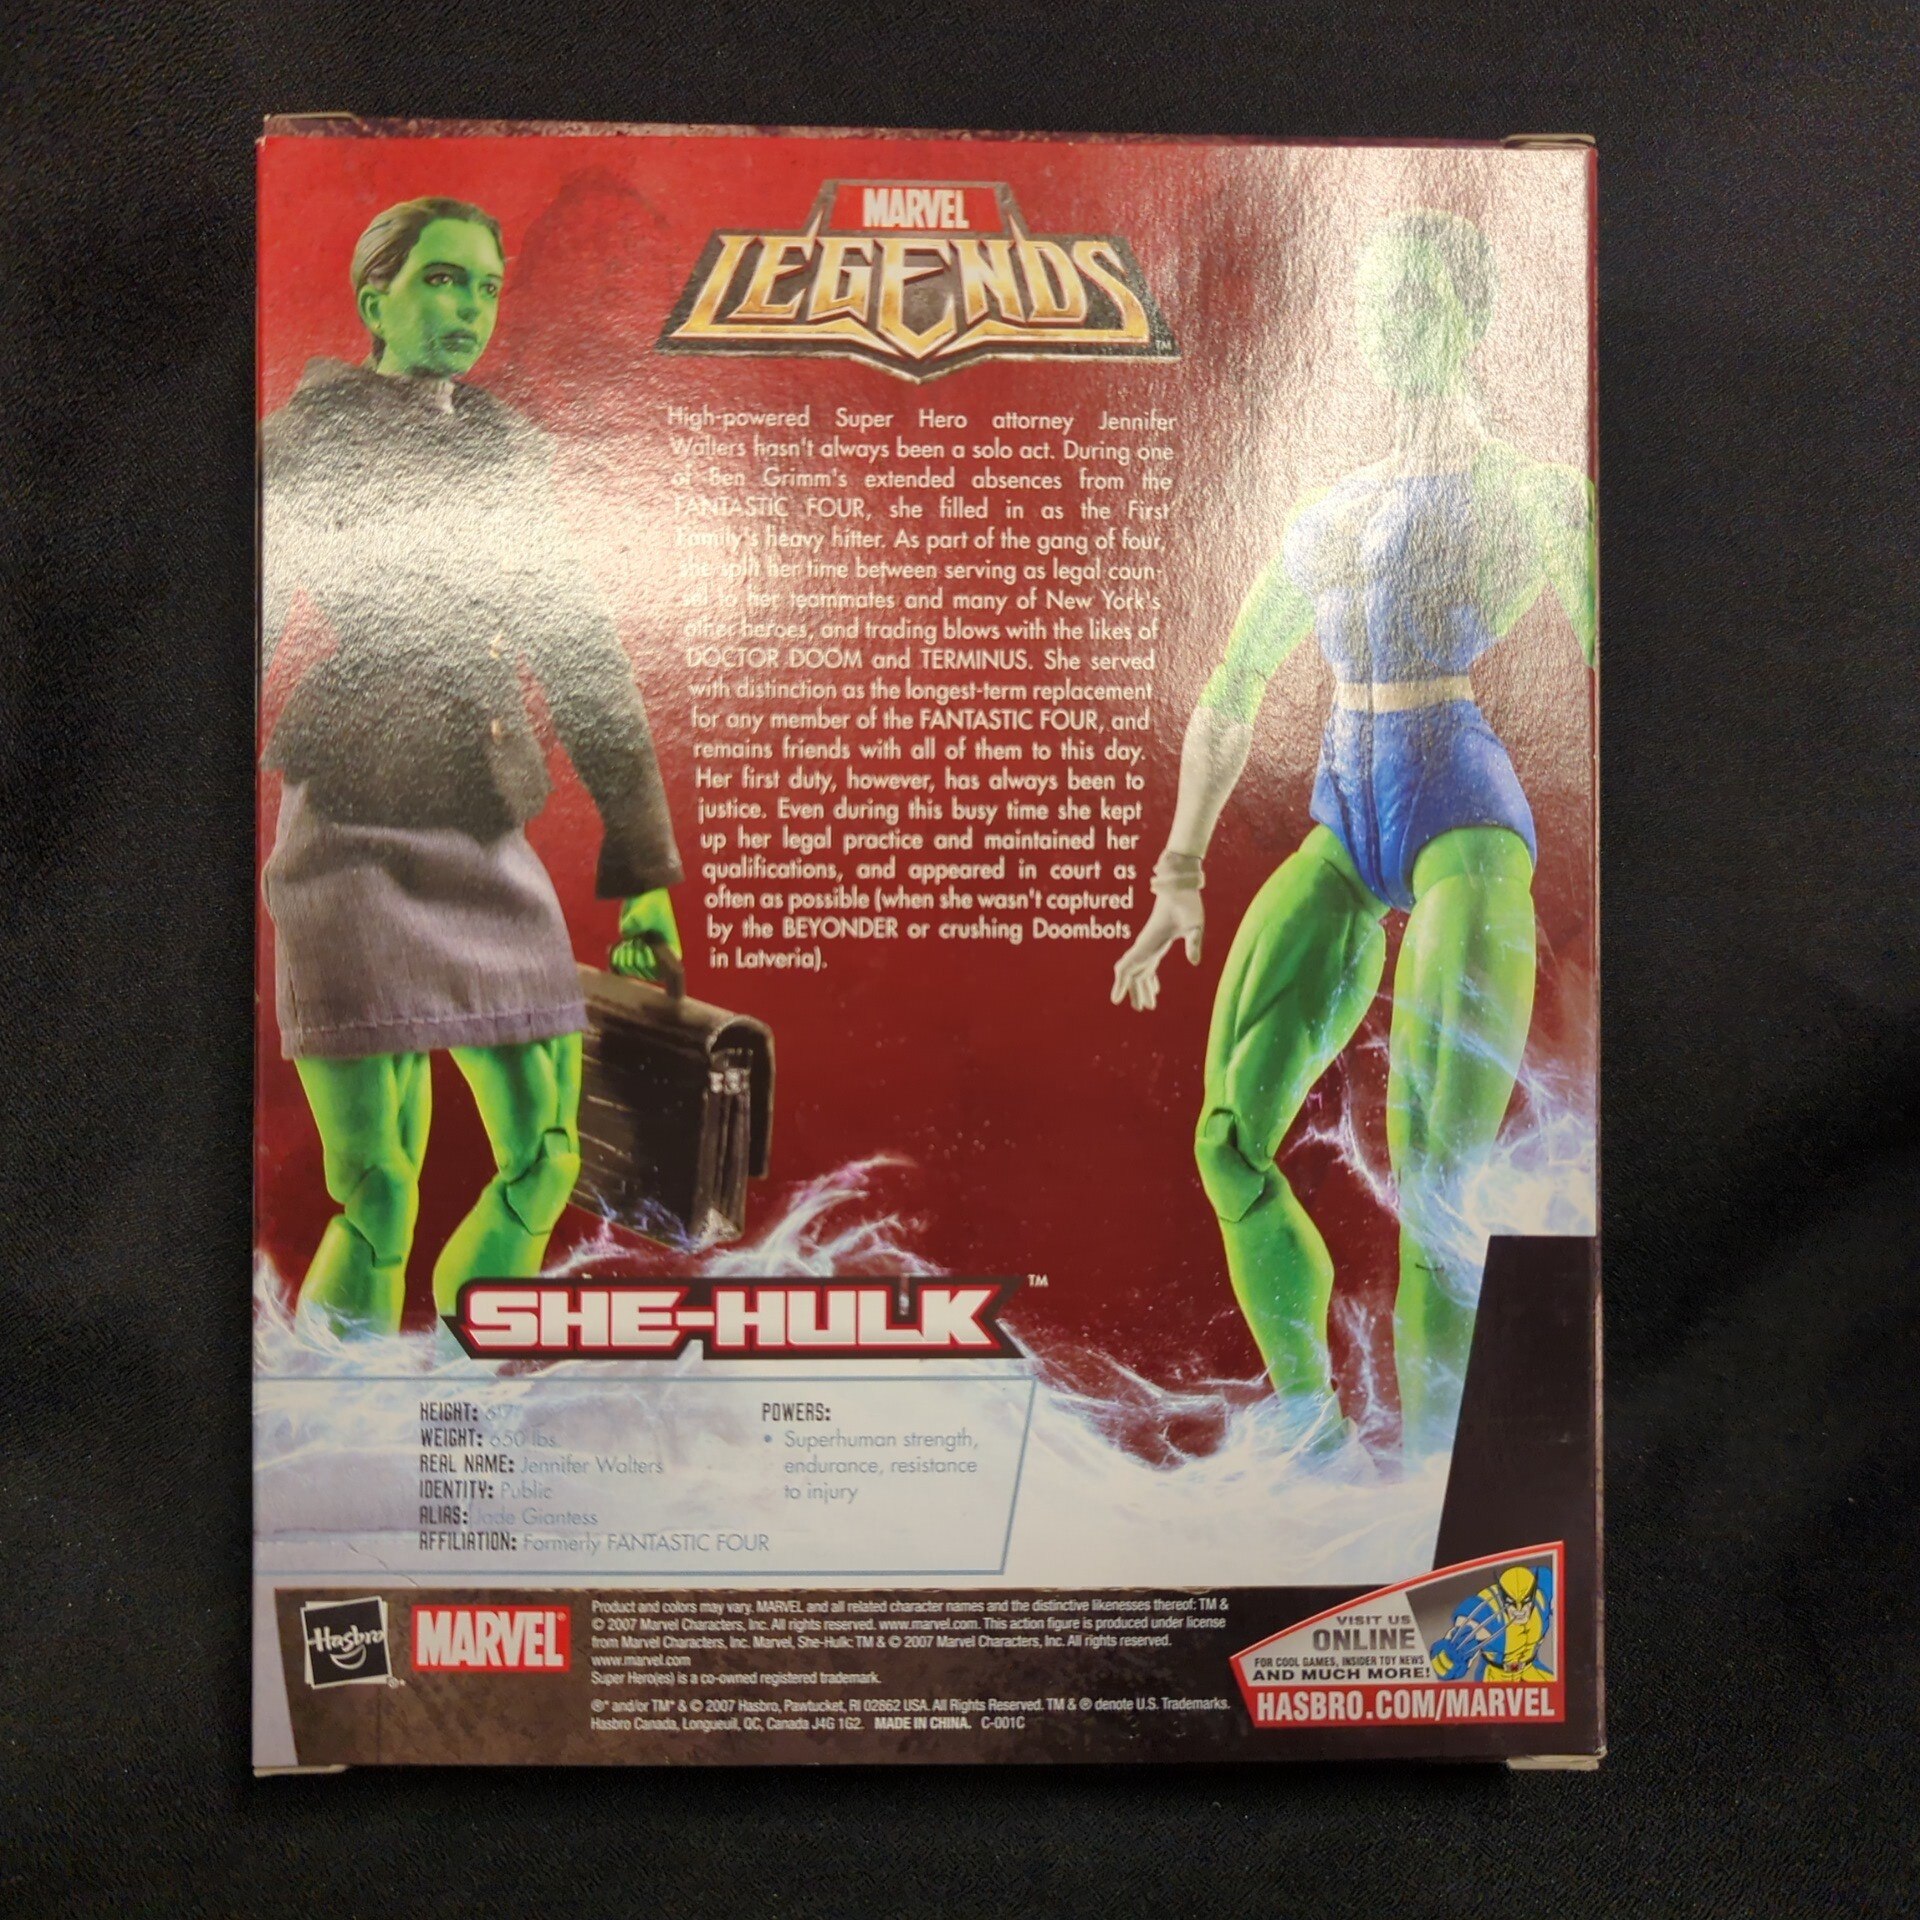 MARVEL
LEGENDS
TM
High-powered Super Hero attorney Jennifer
Walters hasn't always been a solo act. During one
of Ben Grimm's extended absences from the
FANTASTIC FOUR, she filled in as the First
Family's heavy hitter. As part of the gang of four,
she split her time between serving as legal coun-
sel to her teammates and many of New York's
other heroes, and trading blows with the likes of
DOCTOR DOOM and TERMINUS. She served
with distinction as the longest-term replacement
for any member of the FANTASTIC FOUR, and
remains friends with all of them to this day.
Her first duty, however, has always been to
justice. Even during this busy time she kept
up her legal practice and maintained her
qualifications, and appeared in court as
often as possible (when she wasn't captured
by the BEYONDER or crushing Doombots
in Latveria).
SHE-HULK™
HEIGHT: 6'7"
WEIGHT: 650 lbs.
REAL NAME: Jennifer Walters
IDENTITY: Public
ALIAS: Jade Giantess
AFFILIATION: Formerly FANTASTIC FOUR
POWERS:
• Superhuman strength,
endurance, resistance
to injury
Hasbro®.
MARVEL®
Product and colors may vary. MARVEL and all related character names and the distinctive likenesses thereof: TM &
© 2007 Marvel Characters, Inc. All rights reserved. www.marvel.com. This action figure is produced under license
from Marvel Characters, Inc. Marvel, She-Hulk: TM & © 2007 Marvel Characters, Inc. All rights reserved.
www.marvel.com
Super Hero(es) is a co-owned registered trademark.
®* and/or TM* & © 2007 Hasbro, Pawtucket, RI 02862 USA. All Rights Reserved. TM & ® denote U.S. Trademarks.
Hasbro Canada, Longueuil, QC, Canada J4G 1G2. MADE IN CHINA. C-001C
VISIT US
ONLINE
FOR COOL GAMES, INSIDER TOY NEWS
AND MUCH MORE!
HASBRO.COM/MARVEL